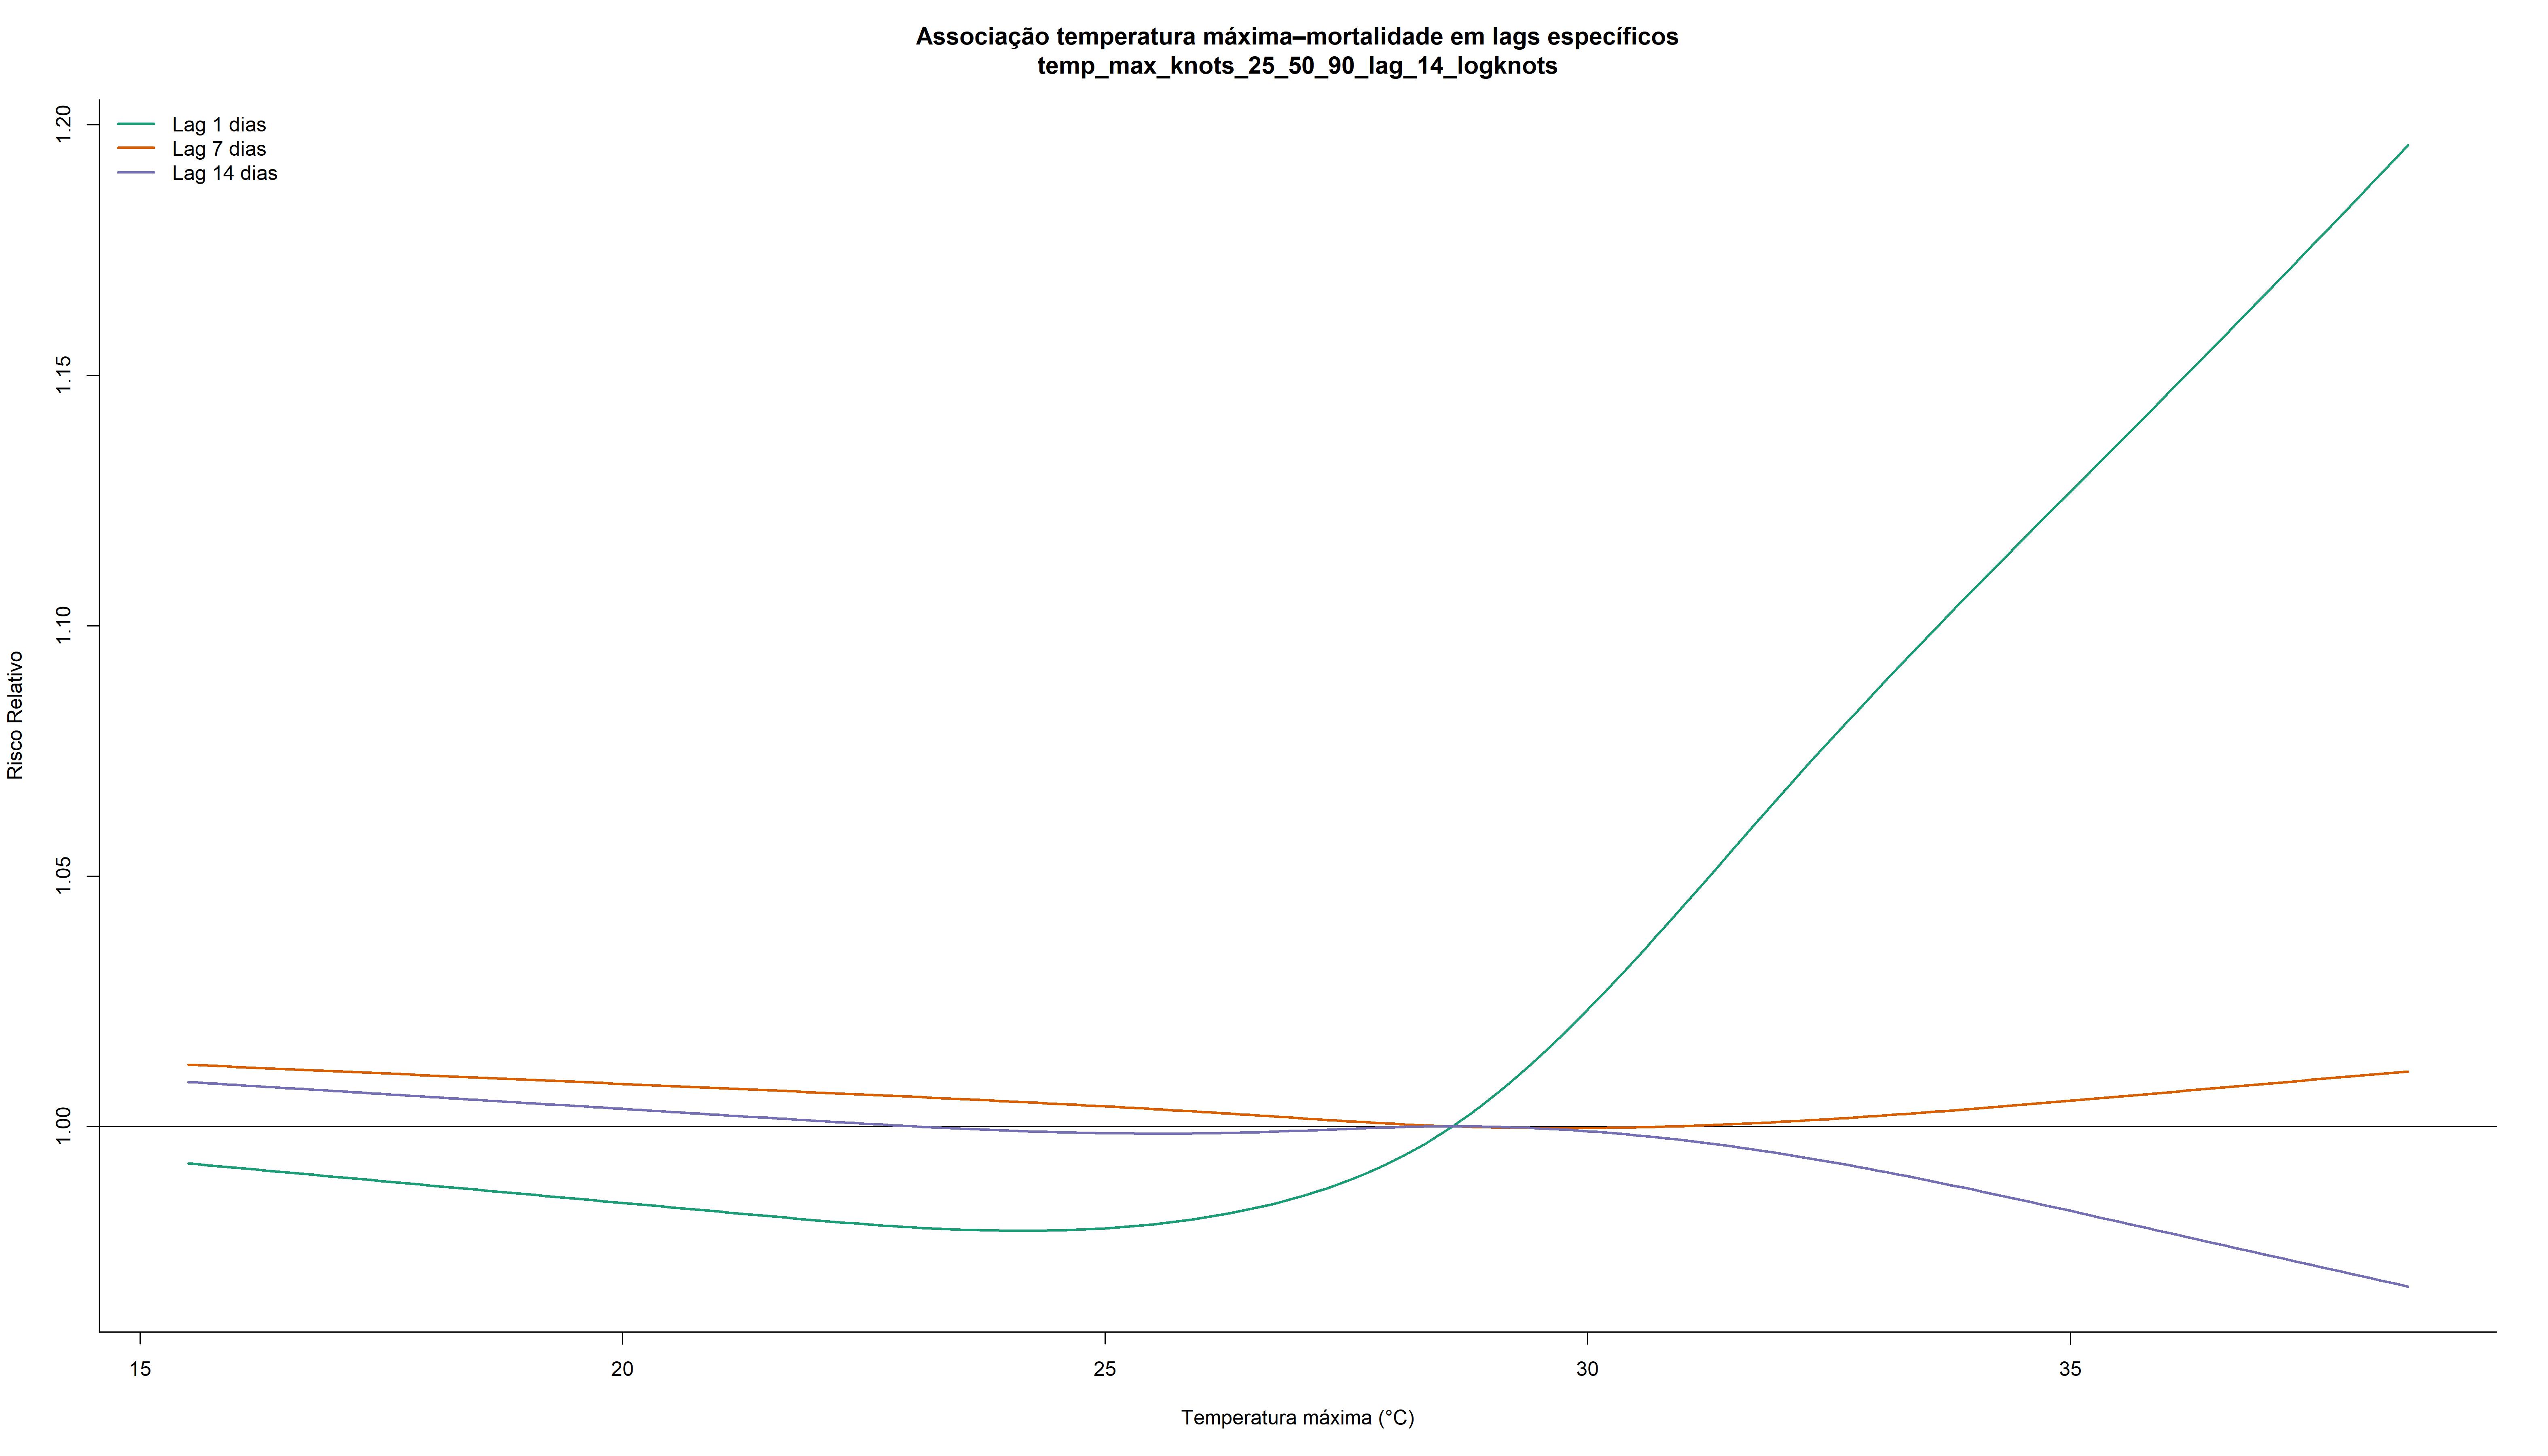 Associação temperatura máxima–mortalidade em lags específicos
temp_max_knots_25_50_90_lag_14_logknots
Lag 1 dias
Lag 7 dias
Lag 14 dias
1.20
1.15
1.10
1.05
1.00
Risco Relativo
15 20 25 30 35
Temperatura máxima (°C)